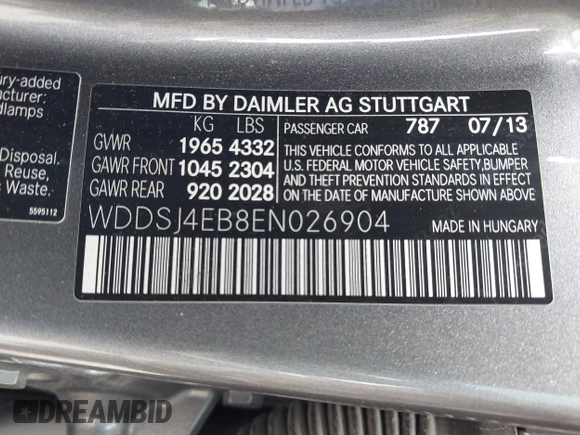 ry-added
acturer:
dlamps
Disposal,
Reuse,
s Waste.
5595112
MFD BY DAIMLER AG STUTTGART
KG LBS
GVWR 1965 4332
GAWR FRONT 1045 2304
GAWR REAR 920 2028
PASSENGER CAR 787 07/13
THIS VEHICLE CONFORMS TO ALL APPLICABLE
U.S. FEDERAL MOTOR VEHICLE SAFETY,BUMPER
AND THEFT PREVENTION STANDARDS IN EFFECT
ON THE DATE OF MANUFACTURE SHOWN ABOVE
WDDSJ4EB8EN026904
MADE IN HUNGARY
DREAMBID